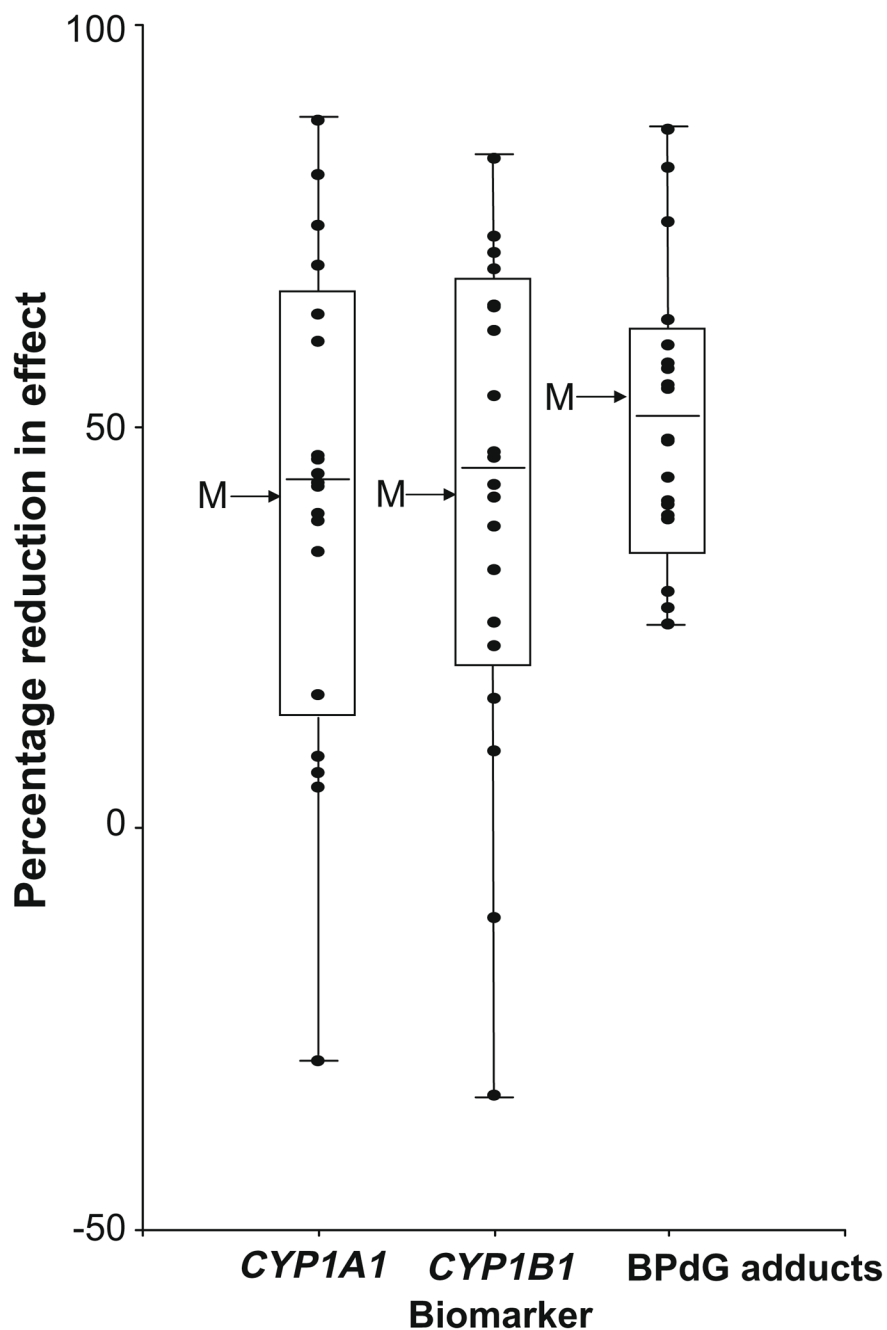 Percentage reduction in effect
100
50
0
-50
M
M
M
CYP1A1
CYP1B1
BPdG adducts
Biomarker